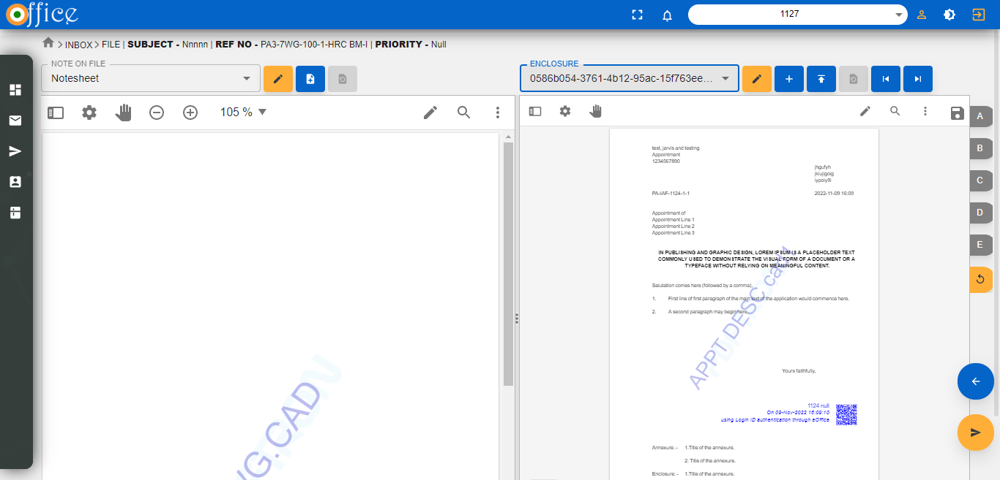 Office
1127
INBOX
FILE | SUBJECT - Nnnnn | REF NO - PA3-7WG-100-1-HRC BM-I | PRIORITY - Null
NOTE ON FILE
Notesheet
ENCLOSURE
0586b054-3761-4b12-95ac-15f763ee...
105 %
WG.CADV
test, jarvis and testing
Appointment
1234567890
jhgufyh
jkiujigoig
lypoiy9i
PA-IAF-1124-1-1
2022-11-09 16:09
Appointment of
Appointment Line 1
Appointment Line 2
Appointment Line 3
IN PUBLISHING AND GRAPHIC DESIGN, LOREM IPSUM IS A PLACEHOLDER TEXT
COMMONLY USED TO DEMONSTRATE THE VISUAL FORM OF A DOCUMENT OR A
TYPEFACE WITHOUT RELYING ON MEANINGFUL CONTENT.
Salutation comes here (followed by a comma),
1. First line of first paragraph of the main text of the application would commence here.
2. A second paragraph may begin here.
APPT DESC
Yours faithfully,
1124 null
On 09-Nov-2022 16:09:10
using Login ID authentication through eOffice
Annexure: - 1.Title of the annexure.
2. Title of the annexure.
Enclosure: - 1.Title of the annexure.
A
B
C
D
E